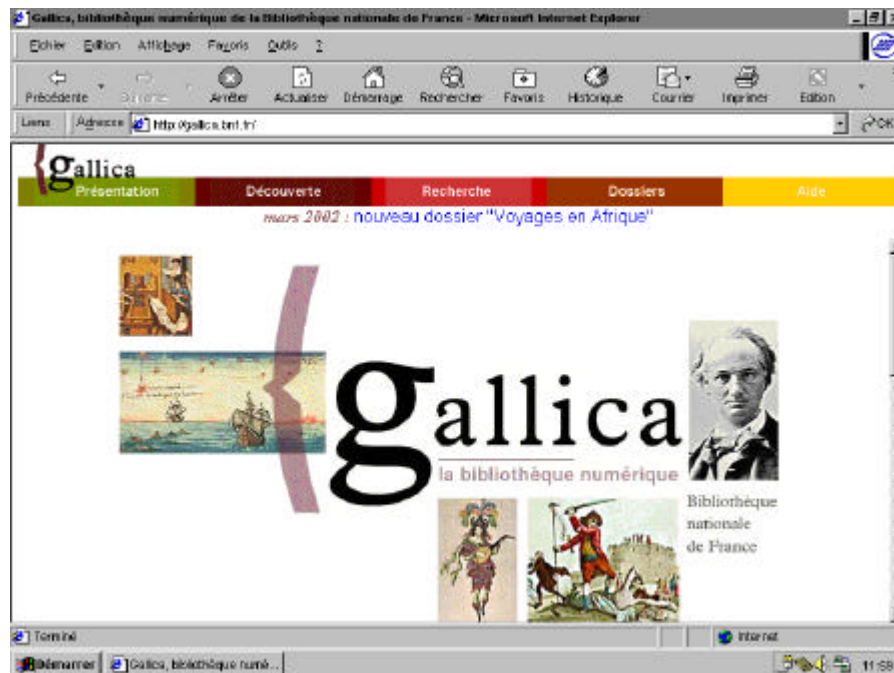 Gallica, bibliothèque numérique de la Bibliothèque nationale de France - Microsoft Internet Explorer
Fichier Edition Affichage Favoris Outils ?
Précédente Arrêter Actualiser Démarrage Rechercher Favoris Historique Courrier Imprimer Edition
Liens Adresse http://gallica.bnf.fr/ OK
gallica
Présentation Découverte Recherche Dossiers Aide
mars 2002 : nouveau dossier "Voyages en Afrique"
gallica
la bibliothèque numérique
Bibliothèque
nationale
de France
Terminé Internet
Démarrer Gallica, bibliothèque numé... 11:59